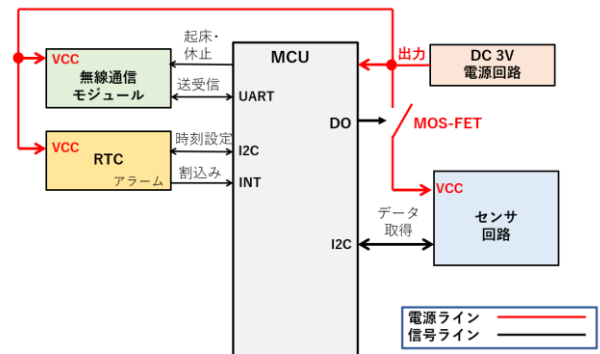 起床・
休止
MCU
VCC
無線通信
モジュール
送受信
UART
出力
DC 3V
電源回路
DO
MOS-FET
VCC
RTC
アラーム
時刻設定
I2C
割込み
INT
VCC
センサ
回路
データ
取得
I2C
電源ライン
信号ライン